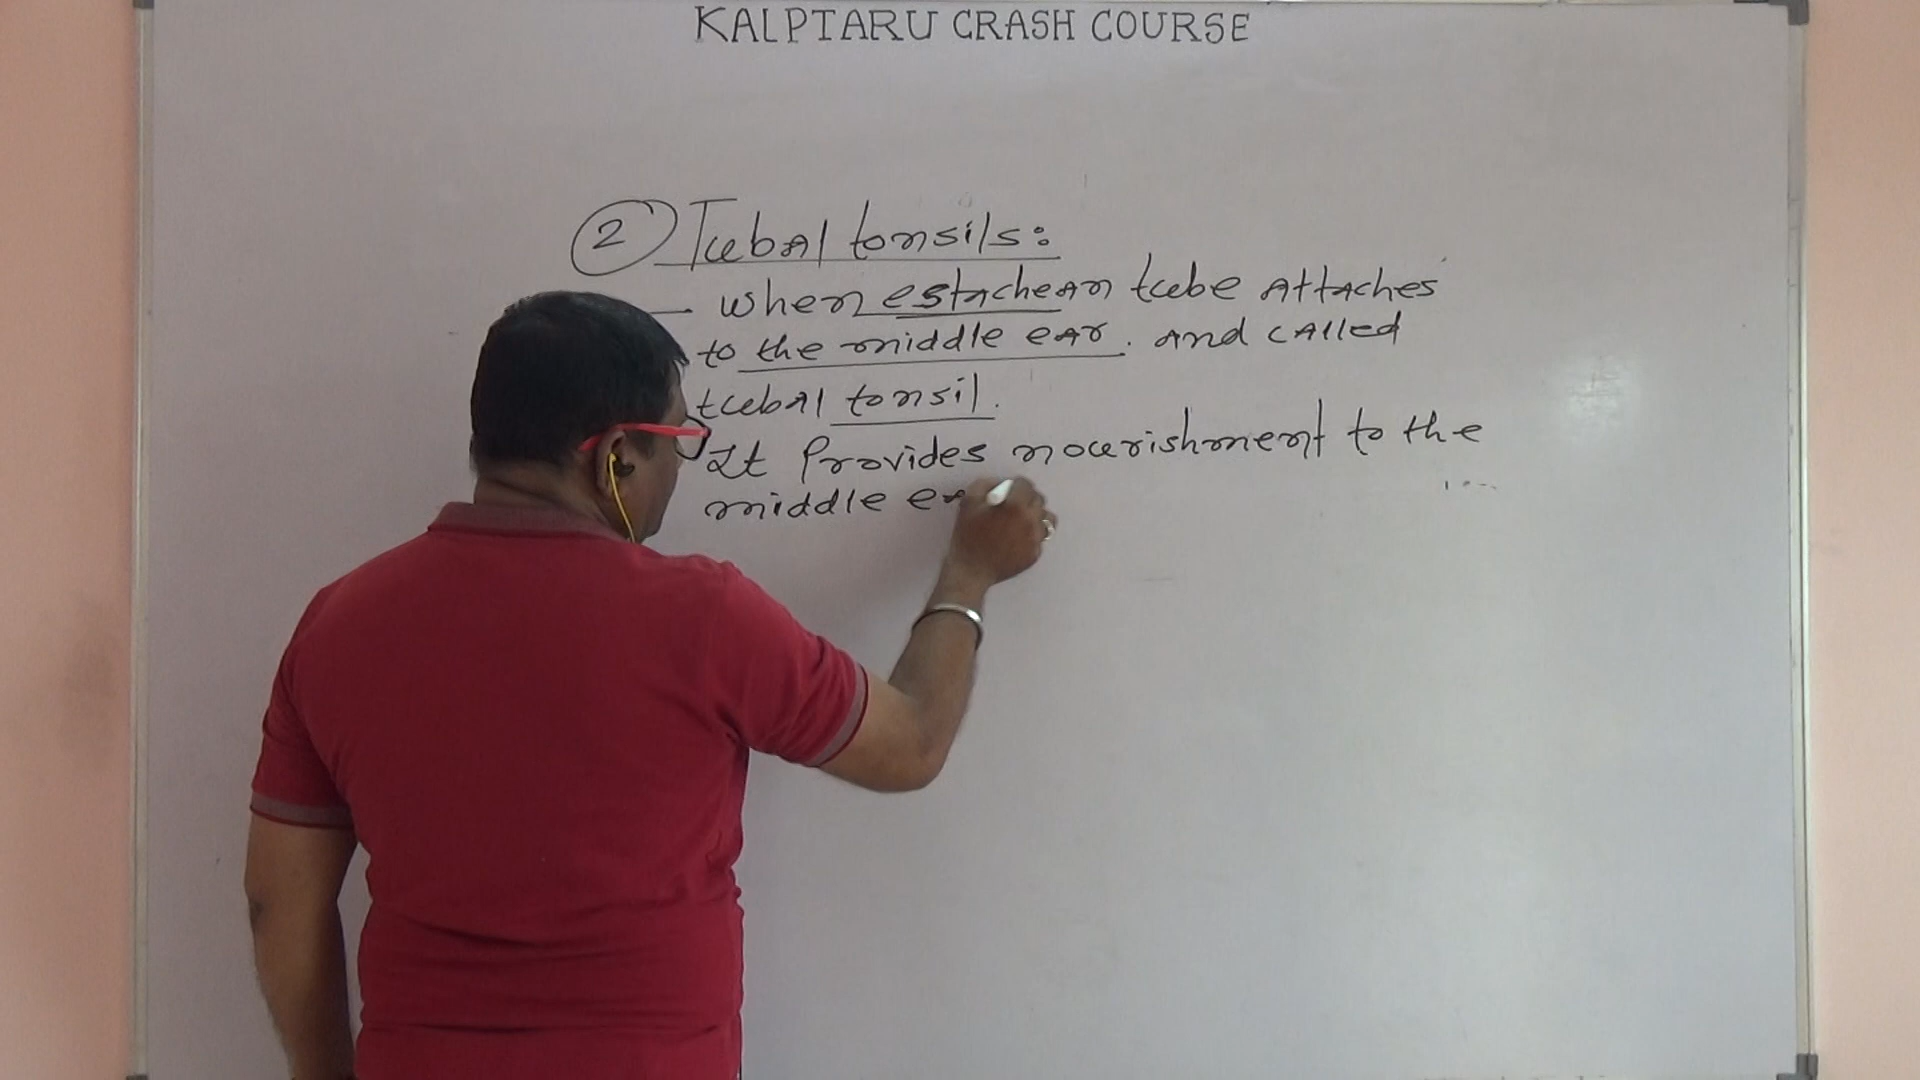 KALPTARU CRASH COURSE
2 Tubal tonsils:
- when estachean tube attaches
to the middle ear. and called
tubal tonsil.
It Provides nourishment to the
middle